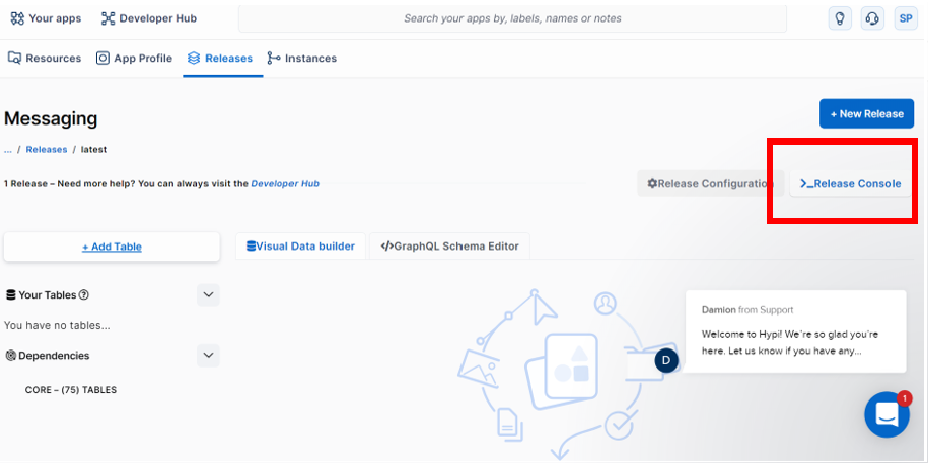 Your apps
Developer Hub
Search your apps by, labels, names or notes
SP
Resources
App Profile
Releases
Instances
Messaging
+ New Release
... / Releases / latest
1 Release – Need more help? You can always visit the Developer Hub
Release Configuration
Release Console
+ Add Table
Visual Data builder
GraphQL Schema Editor
Your Tables
You have no tables...
Dependencies
CORE – (75) TABLES
Damion from Support
Welcome to Hypi! We're so glad you're
here. Let us know if you have any...
D
1